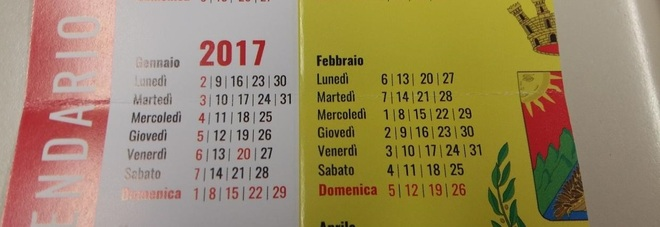 ENDARIO
Gennaio 2017
Lunedì 2|9|16|23|30
Martedì 3|10|17|24|31
Mercoledì 4|11|18|25
Giovedì 5|12|19|26
Venerdì 6|13|20|27
Sabato 7|14|21|28
Domenica 1|8|15|22|29
Febbraio
Lunedì 6|13|20|27
Martedì 7|14|21|28
Mercoledì 1|8|15|22|29
Giovedì 2|9|16|23|30
Venerdì 3|10|17|24|31
Sabato 4|11|18|25
Domenica 5|12|19|26
Aprile